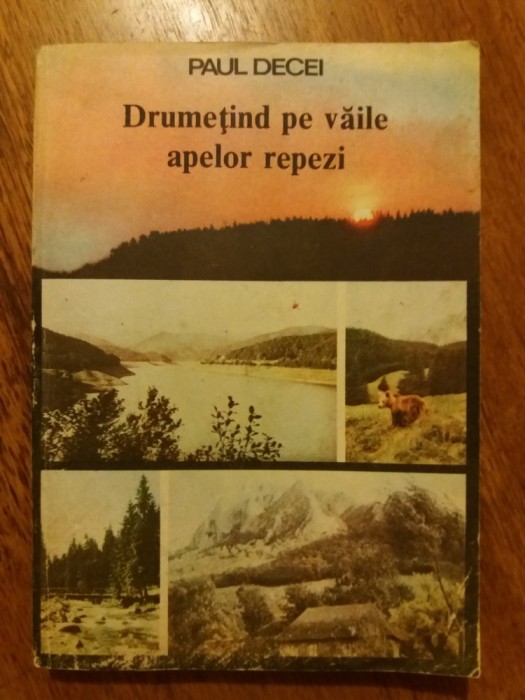 PAUL DECEI
Drumeţind pe văile
apelor repezi